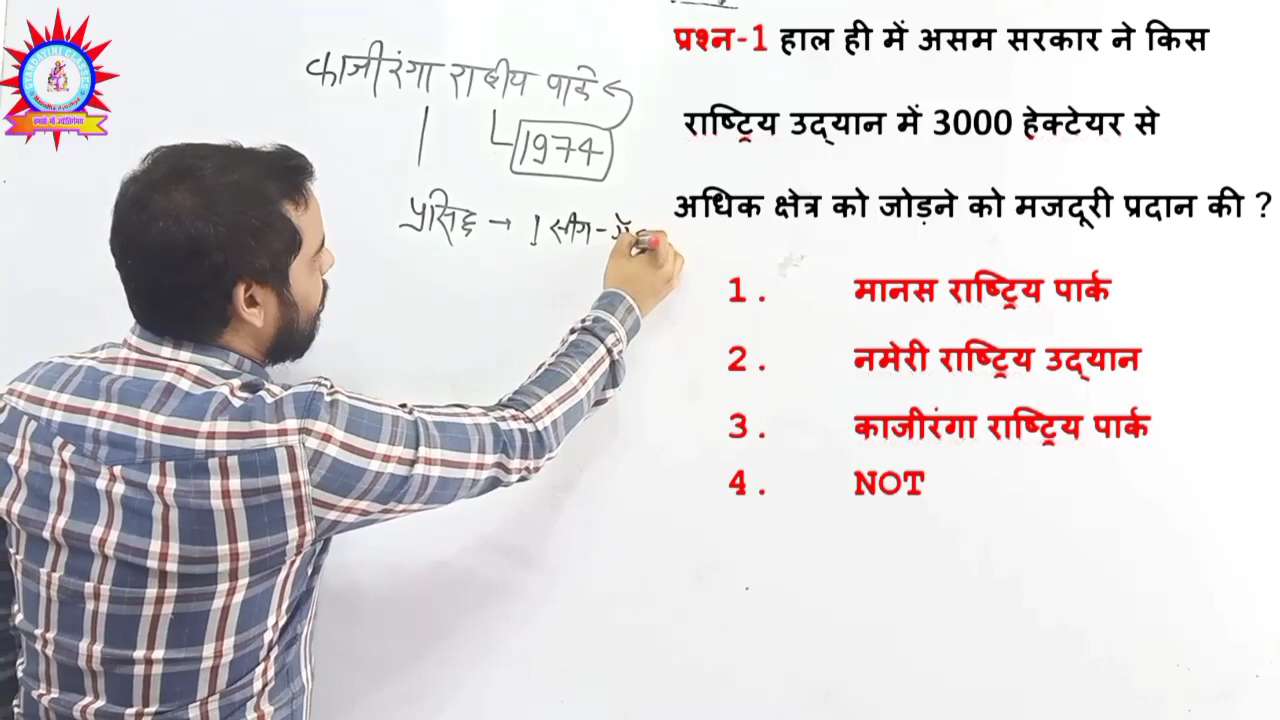 काजीरंगा राष्ट्रीय पार्क
1974
प्रसिद्ध → 1 सींग-
प्रश्न-1 हाल ही में असम सरकार ने किस
राष्ट्रिय उद्यान में 3000 हेक्टेयर से
अधिक क्षेत्र को जोड़ने को मजदूरी प्रदान की ?
1. मानस राष्ट्रिय पार्क
2. नमेरी राष्ट्रिय उद्यान
3. काजीरंगा राष्ट्रिय पार्क
4. NOT